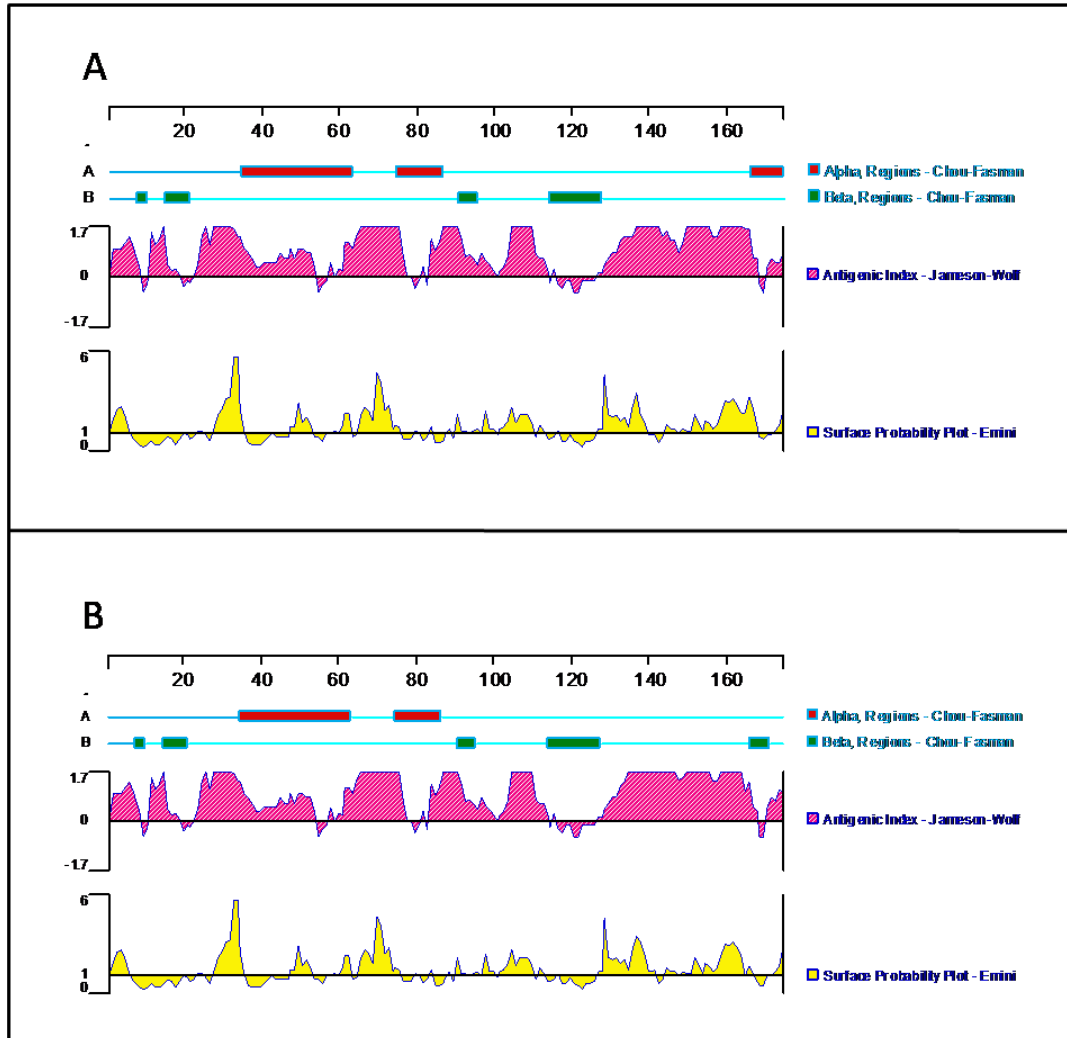 A
20 40 60 80 100 120 140 160
A Alpha, Regions - Chou-Fasman
B Beta, Regions - Chou-Fasman
1.7
0 Antigenic Index - Jameson-Wolf
-1.7
6
1 Surface Probability Plot - Emini
0
B
20 40 60 80 100 120 140 160
A Alpha, Regions - Chou-Fasman
B Beta, Regions - Chou-Fasman
1.7
0 Antigenic Index - Jameson-Wolf
-1.7
6
1 Surface Probability Plot - Emini
0